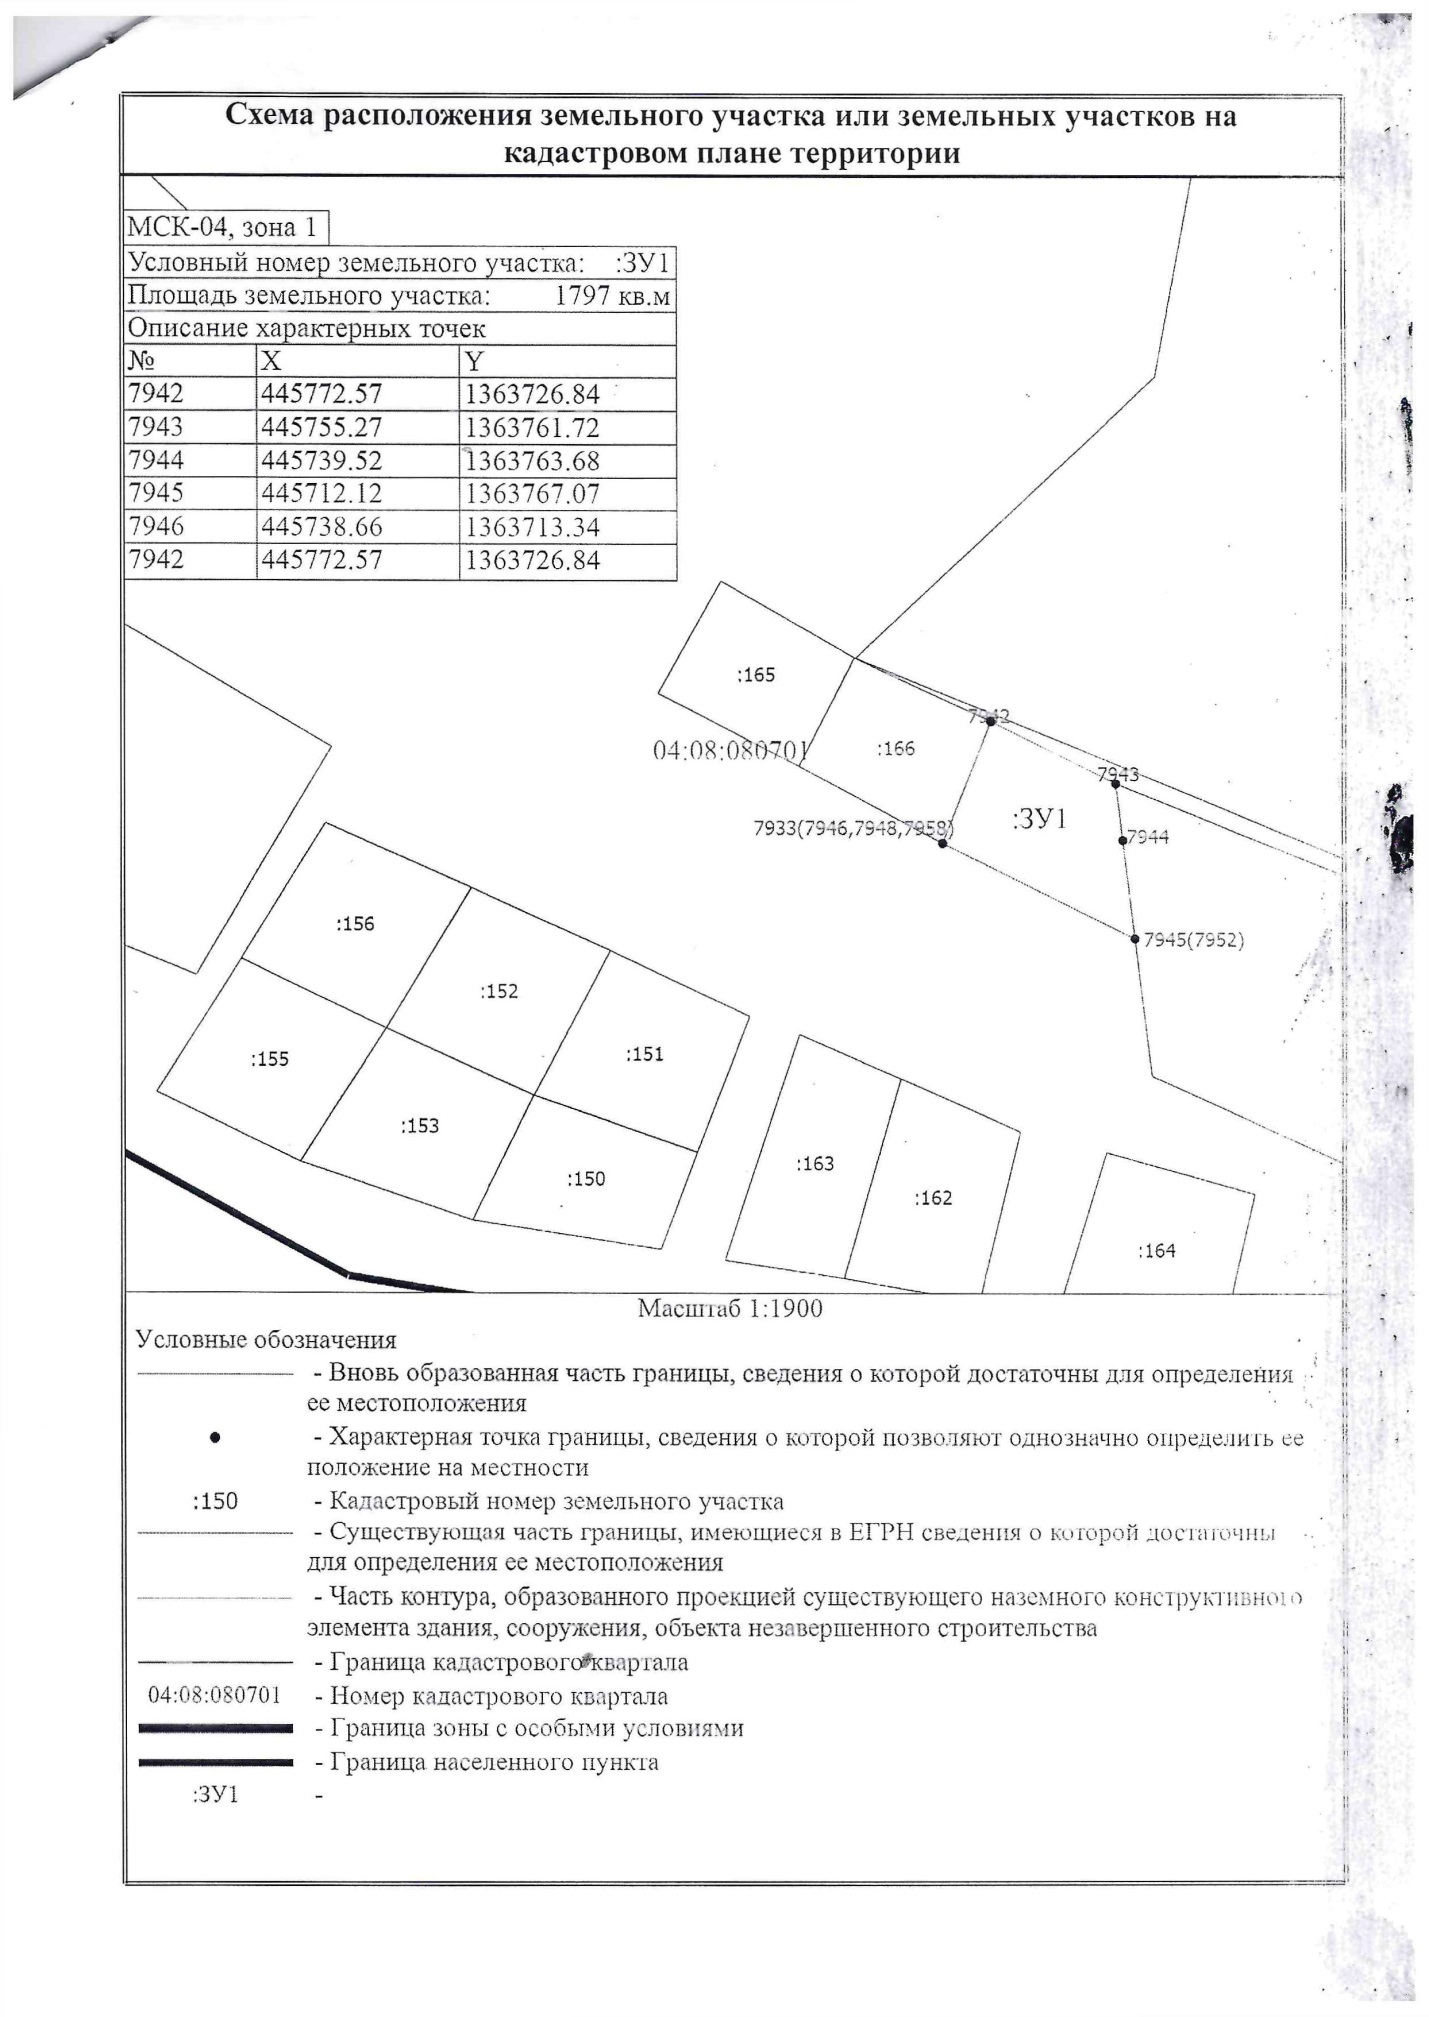 Схема расположения земельного участка или земельных участков на
кадастровом плане территории
МСК-04, зона 1
Условный номер земельного участка: :ЗУ1
Площадь земельного участка: 1797 кв.м
Описание характерных точек
№ X Y
7942 445772.57 1363726.84
7943 445755.27 1363761.72
7944 445739.52 1363763.68
7945 445712.12 1363767.07
7946 445738.66 1363713.34
7942 445772.57 1363726.84
:165
7942
04:08:080701
:166
7943
:ЗУ1
7933(7946,7948,7958)
7944
:156
7945(7952)
:152
:155
:151
:153
:163
:150
:162
:164
Масштаб 1:1900
Условные обозначения
- Вновь образованная часть границы, сведения о которой достаточны для определения
ее местоположения
- Характерная точка границы, сведения о которой позволяют однозначно определить ее
положение на местности
:150 - Кадастровый номер земельного участка
- Существующая часть границы, имеющиеся в ЕГРН сведения о которой достаточны
для определения ее местоположения
- Часть контура, образованного проекцией существующего наземного конструктивного
элемента здания, сооружения, объекта незавершенного строительства
- Граница кадастрового квартала
04:08:080701 - Номер кадастрового квартала
- Граница зоны с особыми условиями
- Граница населенного пункта
:ЗУ1 -